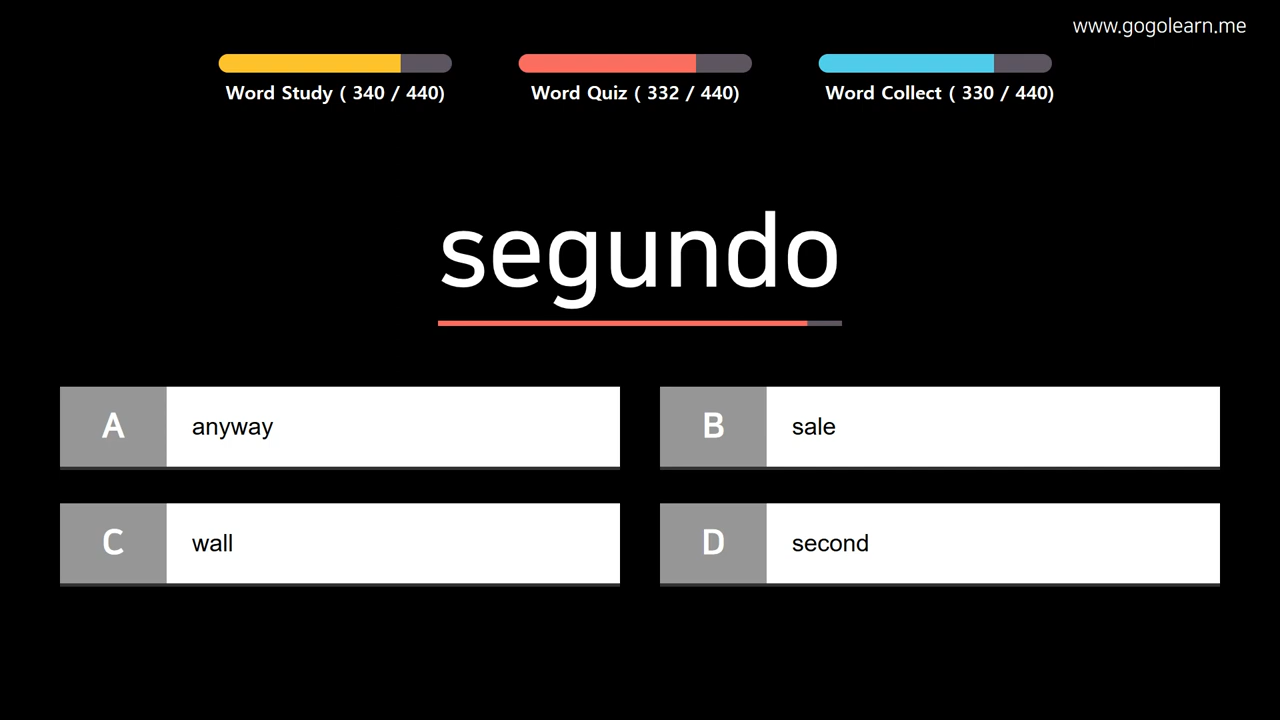 www.gogolearn.me
Word Study ( 340 / 440)
Word Quiz ( 332 / 440)
Word Collect ( 330 / 440)
segundo
A anyway
B sale
C wall
D second